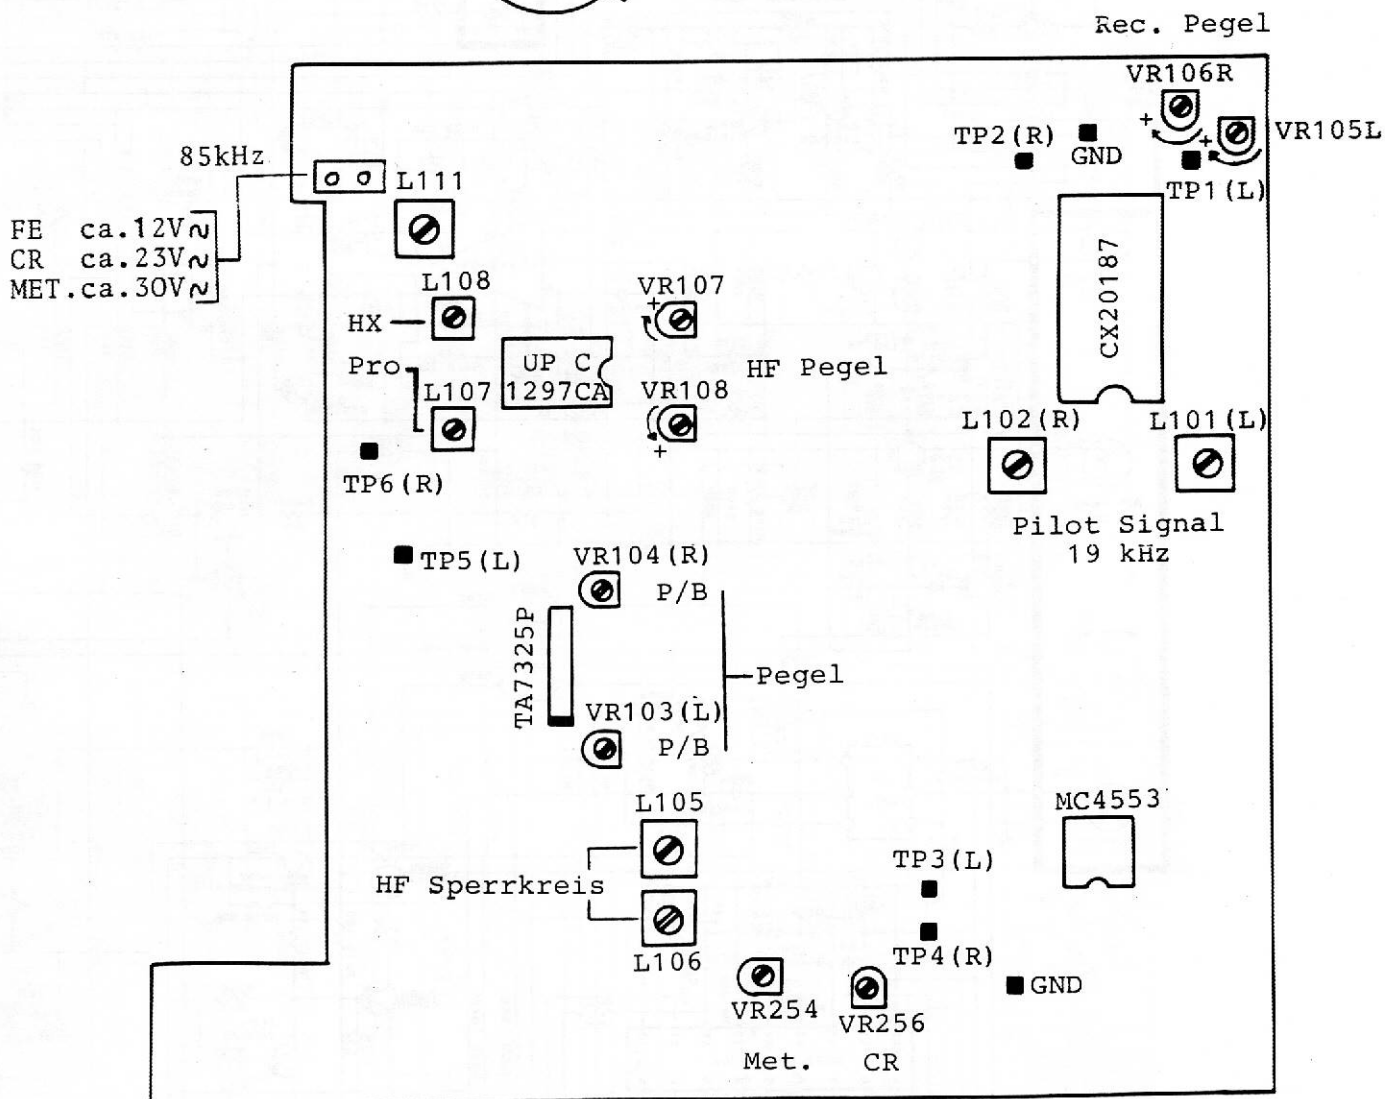 Rec. Pegel
VR106R
VR105L
TP2(R)
GND
TP1(L)
85kHz
L111
FE ca.12V~
CR ca.23V~
MET.ca.30V~
CX20187
L108
VR107
HX
Pro
UP C
1297CA
HF Pegel
L107
VR108
L102(R)
L101(L)
TP6(R)
Pilot Signal
19 kHz
TP5(L)
VR104(R)
P/B
TA7325P
Pegel
VR103(L)
P/B
L105
MC4553
HF Sperrkreis
TP3(L)
L106
TP4(R)
GND
VR254
VR256
Met.
CR